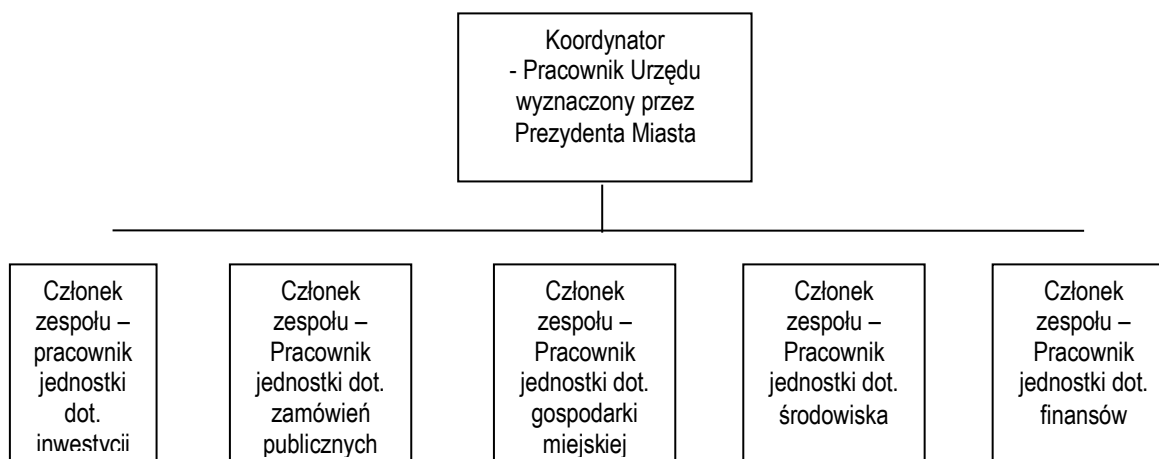 Koordynator
- Pracownik Urzędu
wyznaczony przez
Prezydenta Miasta
Członek
zespołu –
pracownik
jednostki
dot.
inwestycji
Członek
zespołu –
Pracownik
jednostki dot.
zamówień
publicznych
Członek
zespołu –
Pracownik
jednostki dot.
gospodarki
miejskiej
Członek
zespołu –
Pracownik
jednostki dot.
środowiska
Członek
zespołu –
Pracownik
jednostki dot.
finansów